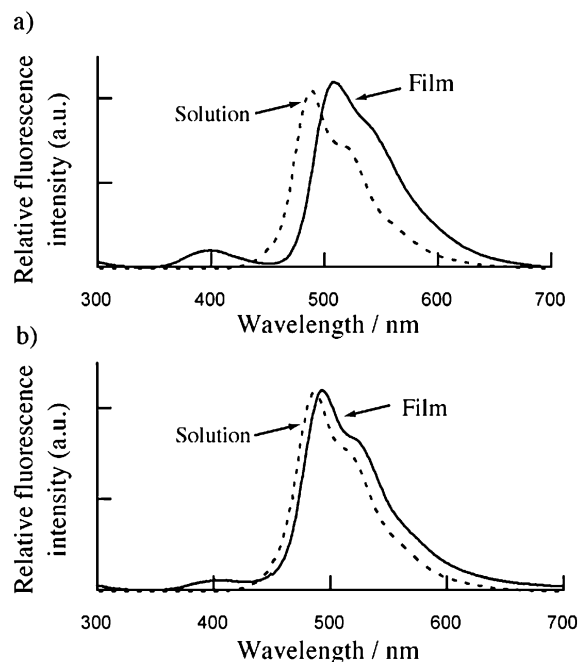 a)
Relative fluorescence
intensity (a.u.)
Solution
Film
300 400 500 600 700
Wavelength / nm
b)
Relative fluorescence
intensity (a.u.)
Solution
Film
300 400 500 600 700
Wavelength / nm